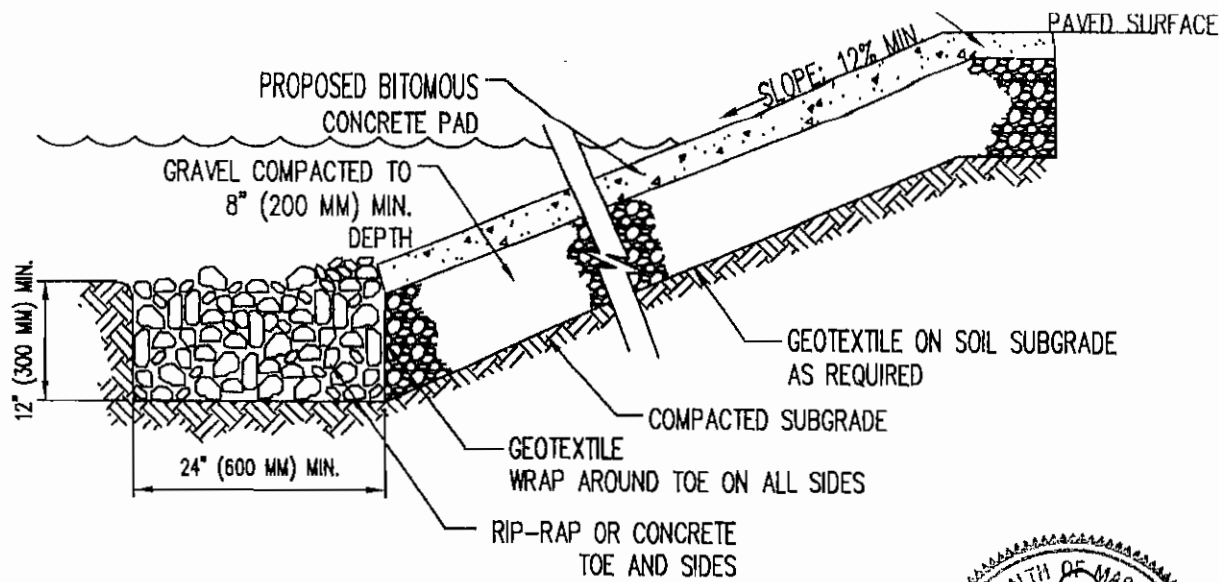 PAVED SURFACE
SLOPE: 12% MIN.
PROPOSED BITOMOUS
CONCRETE PAD
GRAVEL COMPACTED TO
8" (200 MM) MIN.
DEPTH
12" (300 MM) MIN.
24" (600 MM) MIN.
GEOTEXTILE ON SOIL SUBGRADE
AS REQUIRED
COMPACTED SUBGRADE
GEOTEXTILE
WRAP AROUND TOE ON ALL SIDES
RIP-RAP OR CONCRETE
TOE AND SIDES
OF